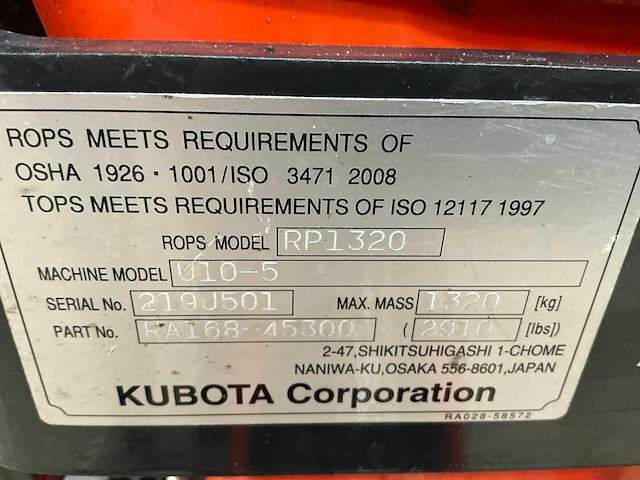 ROPS MEETS REQUIREMENTS OF
OSHA 1926・1001/ISO 3471 2008
TOPS MEETS REQUIREMENTS OF ISO 12117 1997
ROPS MODEL RP1320
MACHINE MODEL U10-5
SERIAL No. 219J501 MAX. MASS 1320 [kg]
PART No. RA168-45300 ( 2910 [lbs])
2-47,SHIKITSUHIGASHI 1-CHOME
NANIWA-KU,OSAKA 556-8601,JAPAN
KUBOTA Corporation
RA028-58572